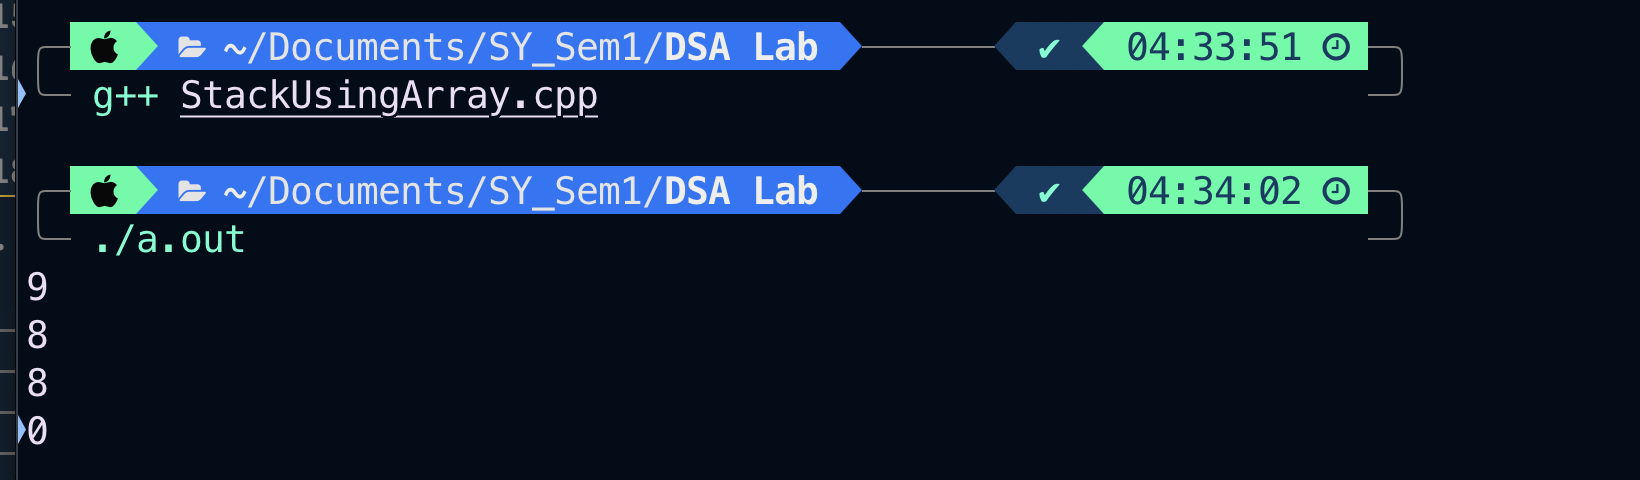 ~/Documents/SY_Sem1/DSA Lab ✔ 04:33:51
g++ StackUsingArray.cpp
~/Documents/SY_Sem1/DSA Lab ✔ 04:34:02
./a.out
9
8
8
0